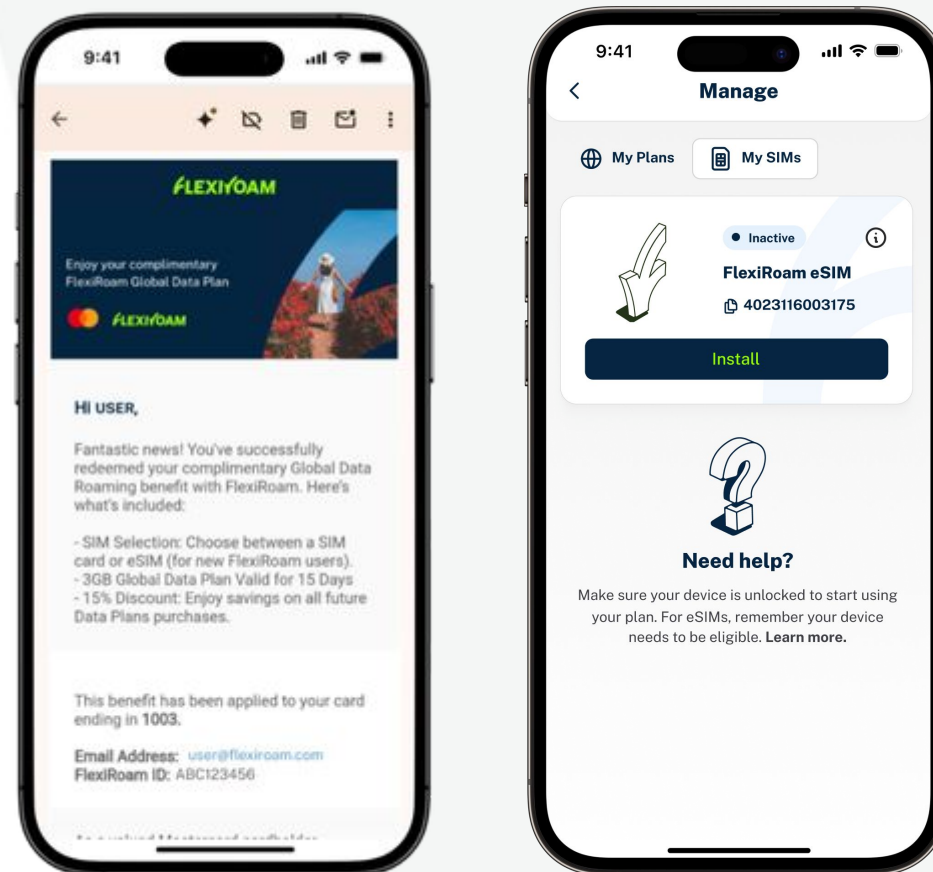 9:41
FLEXIROAM
Enjoy your complimentary
FlexiRoam Global Data Plan
FLEXIROAM
Hi USER,
Fantastic news! You've successfully
redeemed your complimentary Global Data
Roaming benefit with FlexiRoam. Here's
what's included:
- SIM Selection: Choose between a SIM
card or eSIM (for new FlexiRoam users).
- 3GB Global Data Plan Valid for 15 Days
- 15% Discount: Enjoy savings on all future
Data Plans purchases.
This benefit has been applied to your card
ending in 1003.
Email Address: user@flexiroam.com
FlexiRoam ID: ABC123456
9:41
Manage
My Plans
My SIMs
Inactive
FlexiRoam eSIM
4023116003175
Install
Need help?
Make sure your device is unlocked to start using
your plan. For eSIMs, remember your device
needs to be eligible. Learn more.